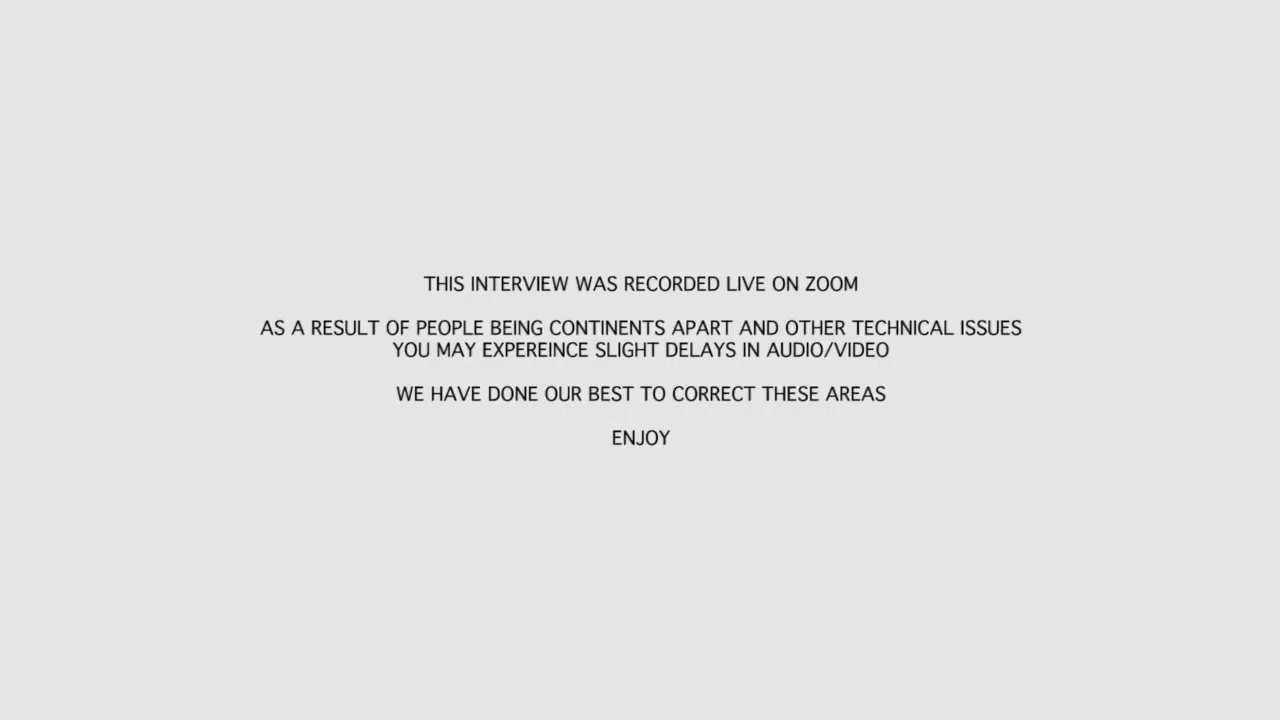 THIS INTERVIEW WAS RECORDED LIVE ON ZOOM
AS A RESULT OF PEOPLE BEING CONTINENTS APART AND OTHER TECHNICAL ISSUES
YOU MAY EXPEREINCE SLIGHT DELAYS IN AUDIO/VIDEO
WE HAVE DONE OUR BEST TO CORRECT THESE AREAS
ENJOY